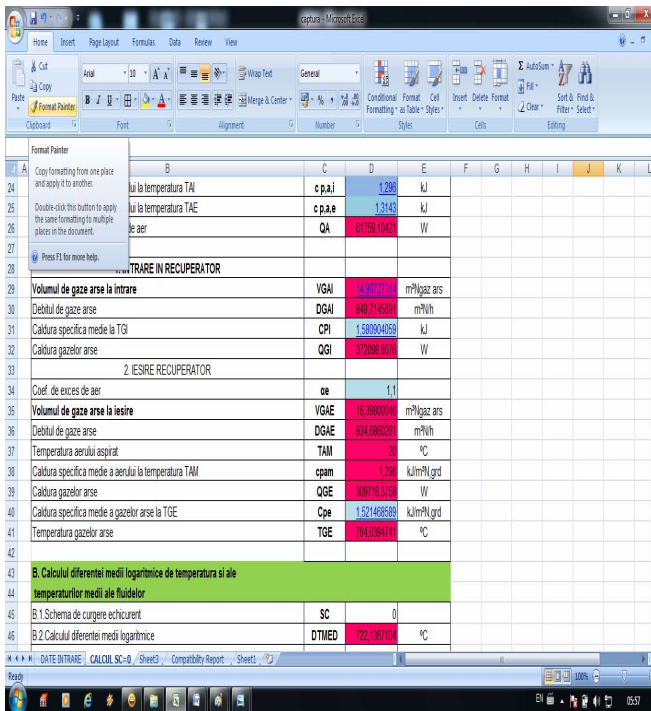 captura - Microsoft Excel
Home Insert Page Layout Formulas Data Review View
Cut
Copy
Format Painter
Paste
Clipboard
Arial 10
B I U
Font
Wrap Text
Merge & Center
Alignment
General
% ,
Number
Conditional Formatting
Format as Table
Cell Styles
Styles
Insert Delete Format
Cells
Σ AutoSum
Fill
Clear
Sort & Filter
Find & Select
Editing
Format Painter
Copy formatting from one place
and apply it to another.
Double-click this button to apply
the same formatting to multiple
places in the document.
Press F1 for more help.
A B C D E F G H I J K L
24 lui la temperatura TAI c p,a,i 1,296 kJ
25 lui la temperatura TAE c p,a,e 1,3143 kJ
26 de aer QA 61759,10421 W
27
28 INTRARE IN RECUPERATOR
29 Volumul de gaze arse la intrare VGAI 14,90727314 m³Ngaz ars
30 Debitul de gaze arse DGAI 849,7145691 m³N/h
31 Caldura specifica medie la TGI CPI 1,580904059 kJ
32 Caldura gazelor arse QGI 372098,8676 W
33 2. IESIRE RECUPERATOR
34 Coef. de exces de aer αe 1,1
35 Volumul de gaze arse la iesire VGAE 16,39800046 m³Ngaz ars
36 Debitul de gaze arse DGAE 934,6860261 m³N/h
37 Temperatura aerului aspirat TAM 20 ºC
38 Caldura specifica medie a aerului la temperatura TAM cpam 1,296 kJ/m³N,grd
39 Caldura gazelor arse QGE 309716,3758 W
40 Caldura specifica medie a gazelor arse la TGE Cpe 1,521468589 kJ/m³N,grd
41 Temperatura gazelor arse TGE 784,0394741 ºC
42
43 B. Calculul diferentei medii logaritmice de temperatura si ale
44 temperaturilor medii ale fluidelor
45 B.1.Schema de curgere echicurent SC 0
46 B.2.Calculul diferentei medii logaritmice DTMED 722,1367104 ºC
DATE INTRARE CALCUL SC=0 Sheet3 Compatibility Report Sheet1
Ready 100%
EN 05:57